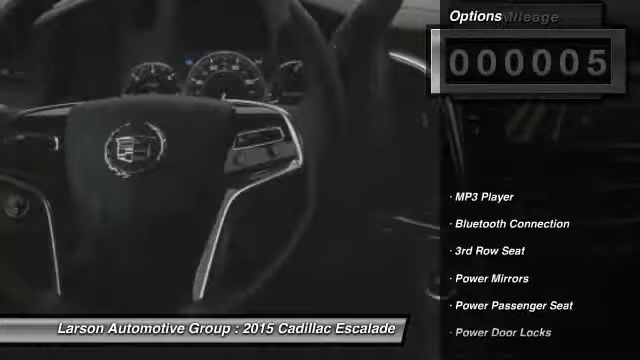 Options Mileage
000005
· MP3 Player
· Bluetooth Connection
· 3rd Row Seat
· Power Mirrors
· Power Passenger Seat
· Power Door Locks
Larson Automotive Group : 2015 Cadillac Escalade